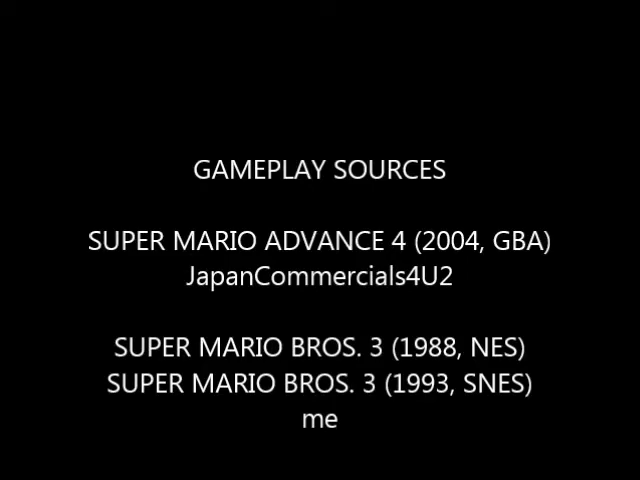 GAMEPLAY SOURCES
SUPER MARIO ADVANCE 4 (2004, GBA)
JapanCommercials4U2
SUPER MARIO BROS. 3 (1988, NES)
SUPER MARIO BROS. 3 (1993, SNES)
me